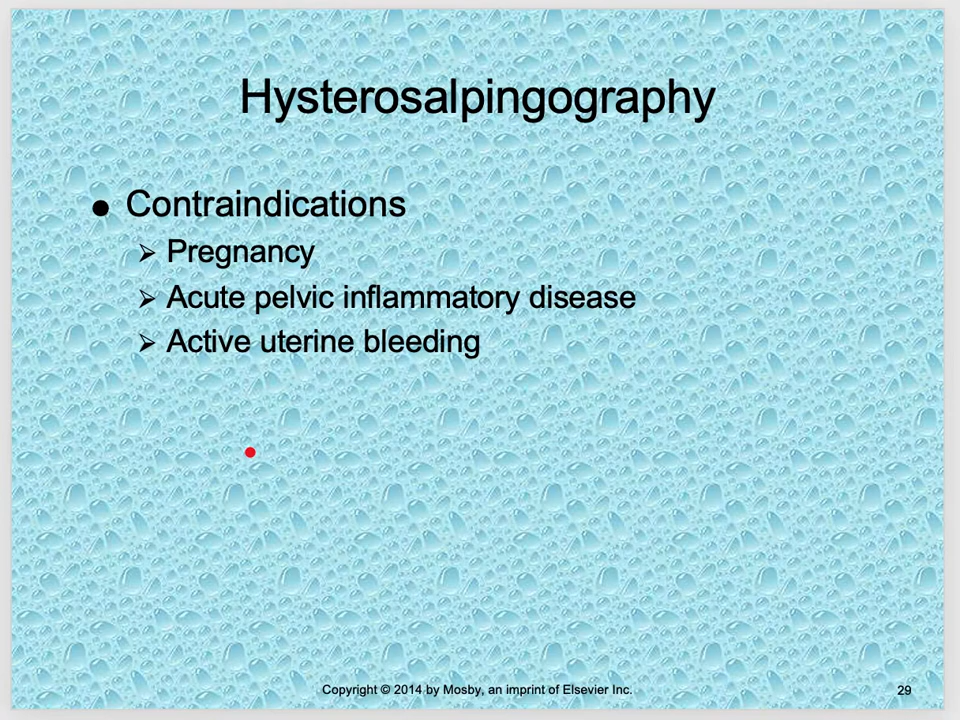 Hysterosalpingography
● Contraindications
➢ Pregnancy
➢ Acute pelvic inflammatory disease
➢ Active uterine bleeding
Copyright © 2014 by Mosby, an imprint of Elsevier Inc.
29